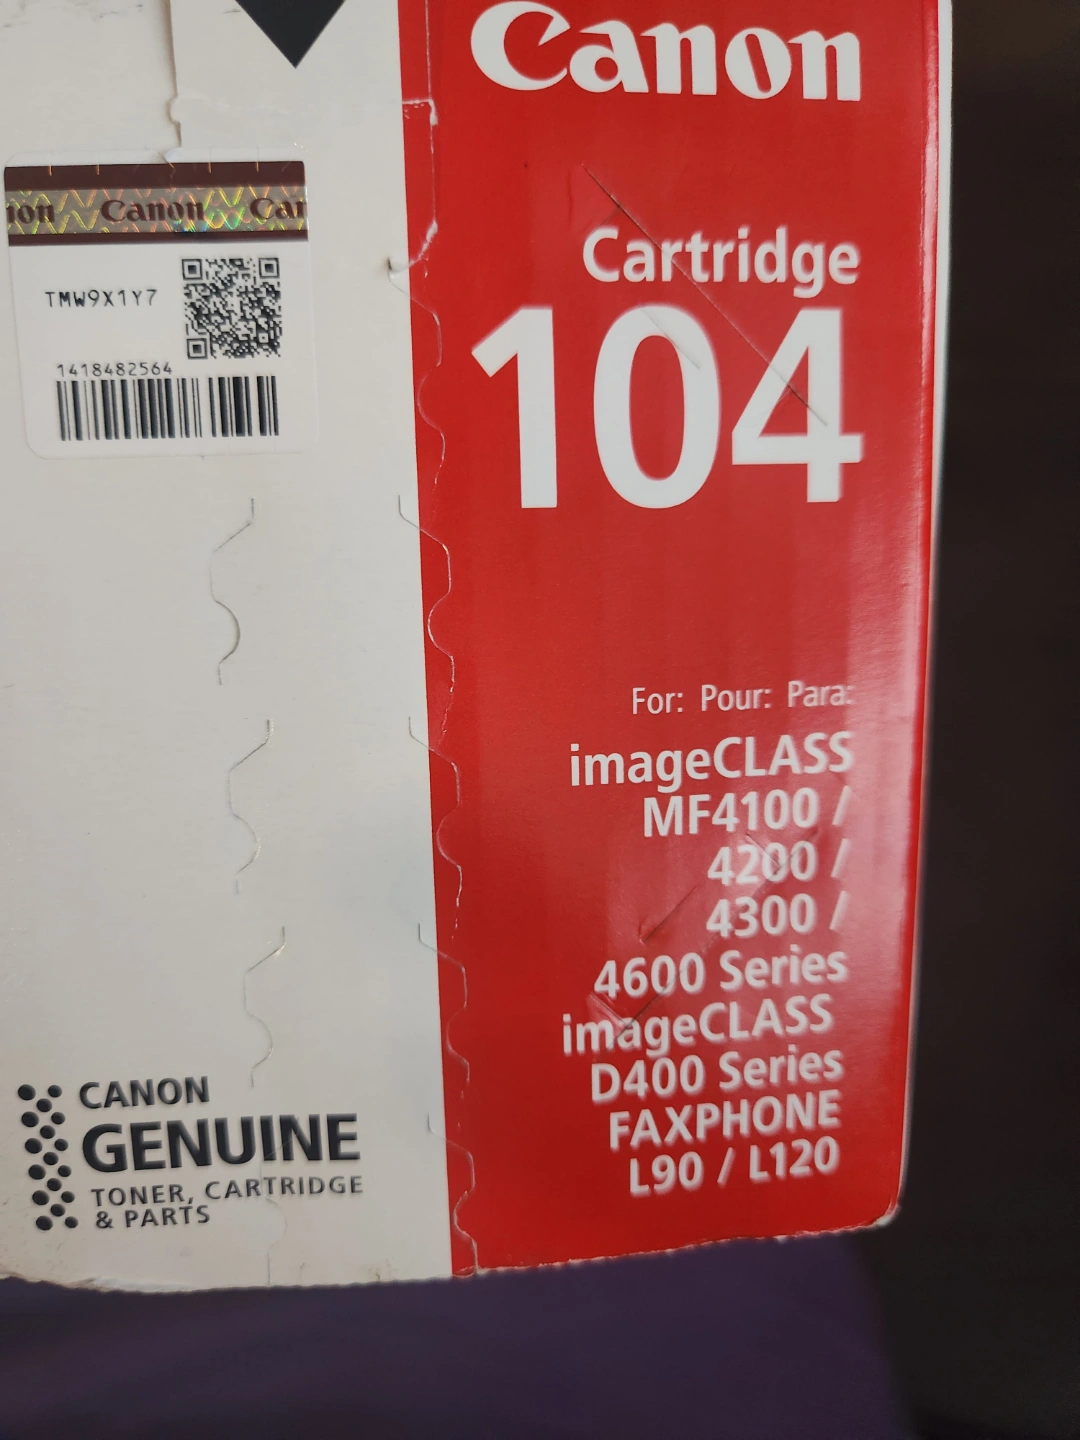 Canon
Canon
TMW9X1Y7
1418482564
Cartridge
104
For: Pour: Para:
imageCLASS
MF4100 /
4200 /
4300 /
4600 Series
imageCLASS
D400 Series
FAXPHONE
L90 / L120
CANON
GENUINE
TONER, CARTRIDGE
& PARTS